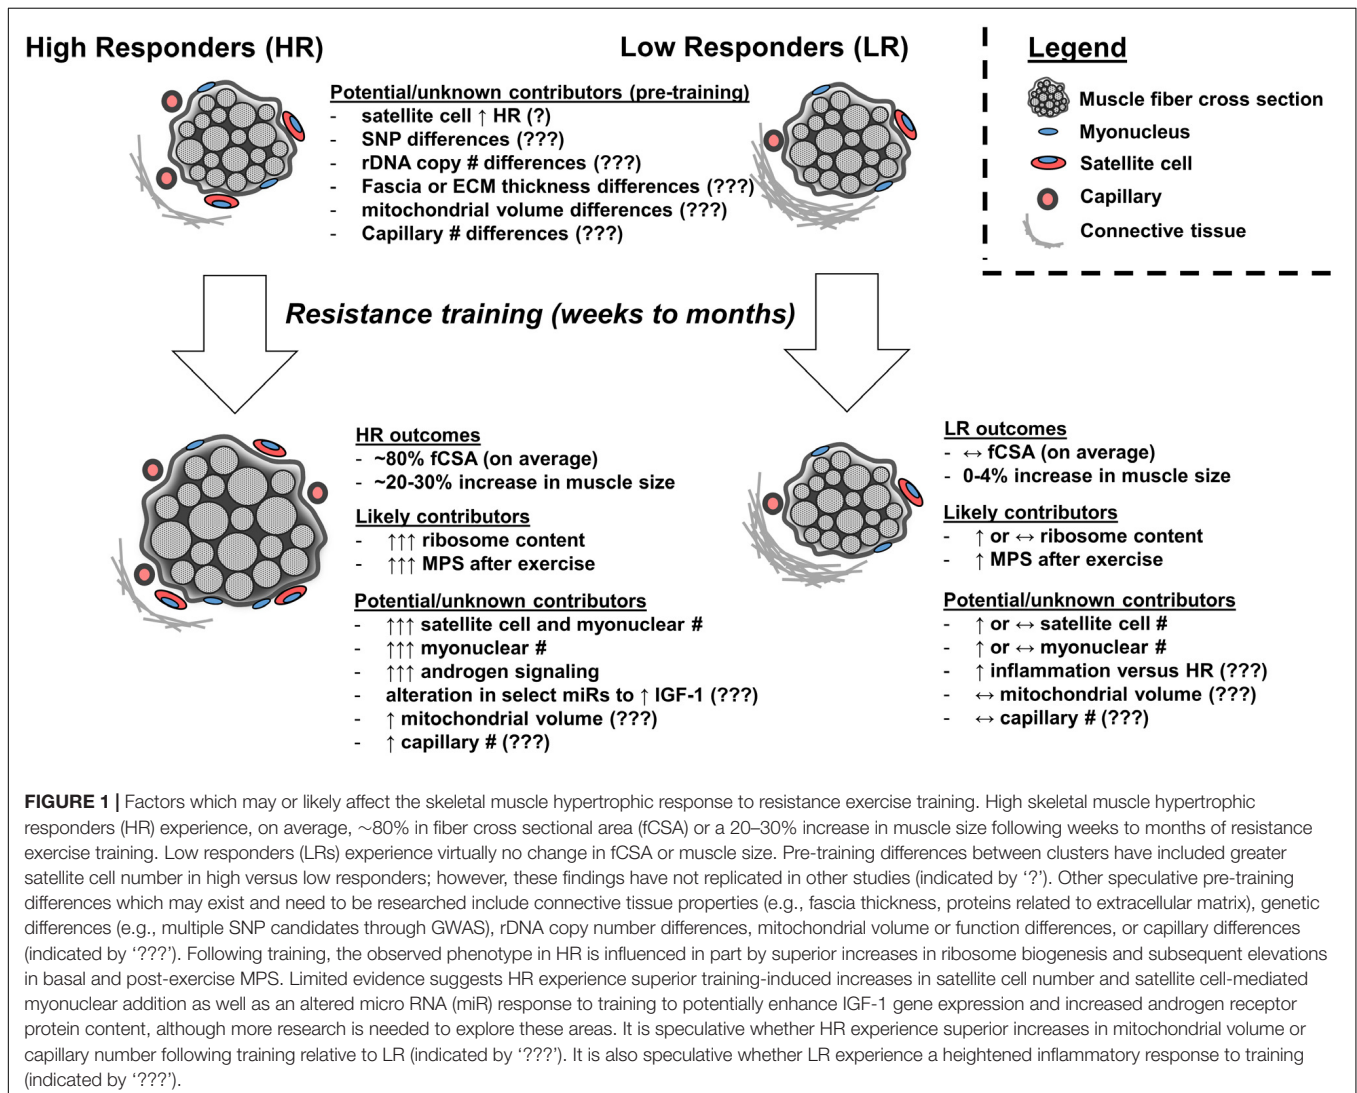 High Responders (HR)
Low Responders (LR)
Legend
Muscle fiber cross section
Myonucleus
Satellite cell
Capillary
Connective tissue
Potential/unknown contributors (pre-training)
- satellite cell ↑ HR (?)
- SNP differences (???)
- rDNA copy # differences (???)
- Fascia or ECM thickness differences (???)
- mitochondrial volume differences (???)
- Capillary # differences (???)
Resistance training (weeks to months)
HR outcomes
- ~80% fCSA (on average)
- ~20-30% increase in muscle size
Likely contributors
- ↑↑↑ ribosome content
- ↑↑↑ MPS after exercise
Potential/unknown contributors
- ↑↑↑ satellite cell and myonuclear #
- ↑↑↑ myonuclear #
- ↑↑↑ androgen signaling
- alteration in select miRs to ↑ IGF-1 (???)
- ↑ mitochondrial volume (???)
- ↑ capillary # (???)
LR outcomes
- ↔ fCSA (on average)
- 0-4% increase in muscle size
Likely contributors
- ↑ or ↔ ribosome content
- ↑ MPS after exercise
Potential/unknown contributors
- ↑ or ↔ satellite cell #
- ↑ or ↔ myonuclear #
- ↑ inflammation versus HR (???)
- ↔ mitochondrial volume (???)
- ↔ capillary # (???)
FIGURE 1 | Factors which may or likely affect the skeletal muscle hypertrophic response to resistance exercise training. High skeletal muscle hypertrophic
responders (HR) experience, on average, ∼80% in fiber cross sectional area (fCSA) or a 20–30% increase in muscle size following weeks to months of resistance
exercise training. Low responders (LRs) experience virtually no change in fCSA or muscle size. Pre-training differences between clusters have included greater
satellite cell number in high versus low responders; however, these findings have not replicated in other studies (indicated by ‘?’). Other speculative pre-training
differences which may exist and need to be researched include connective tissue properties (e.g., fascia thickness, proteins related to extracellular matrix), genetic
differences (e.g., multiple SNP candidates through GWAS), rDNA copy number differences, mitochondrial volume or function differences, or capillary differences
(indicated by ‘???’). Following training, the observed phenotype in HR is influenced in part by superior increases in ribosome biogenesis and subsequent elevations
in basal and post-exercise MPS. Limited evidence suggests HR experience superior training-induced increases in satellite cell number and satellite cell-mediated
myonuclear addition as well as an altered micro RNA (miR) response to training to potentially enhance IGF-1 gene expression and increased androgen receptor
protein content, although more research is needed to explore these areas. It is speculative whether HR experience superior increases in mitochondrial volume or
capillary number following training relative to LR (indicated by ‘???’). It is also speculative whether LR experience a heightened inflammatory response to training
(indicated by ‘???’).